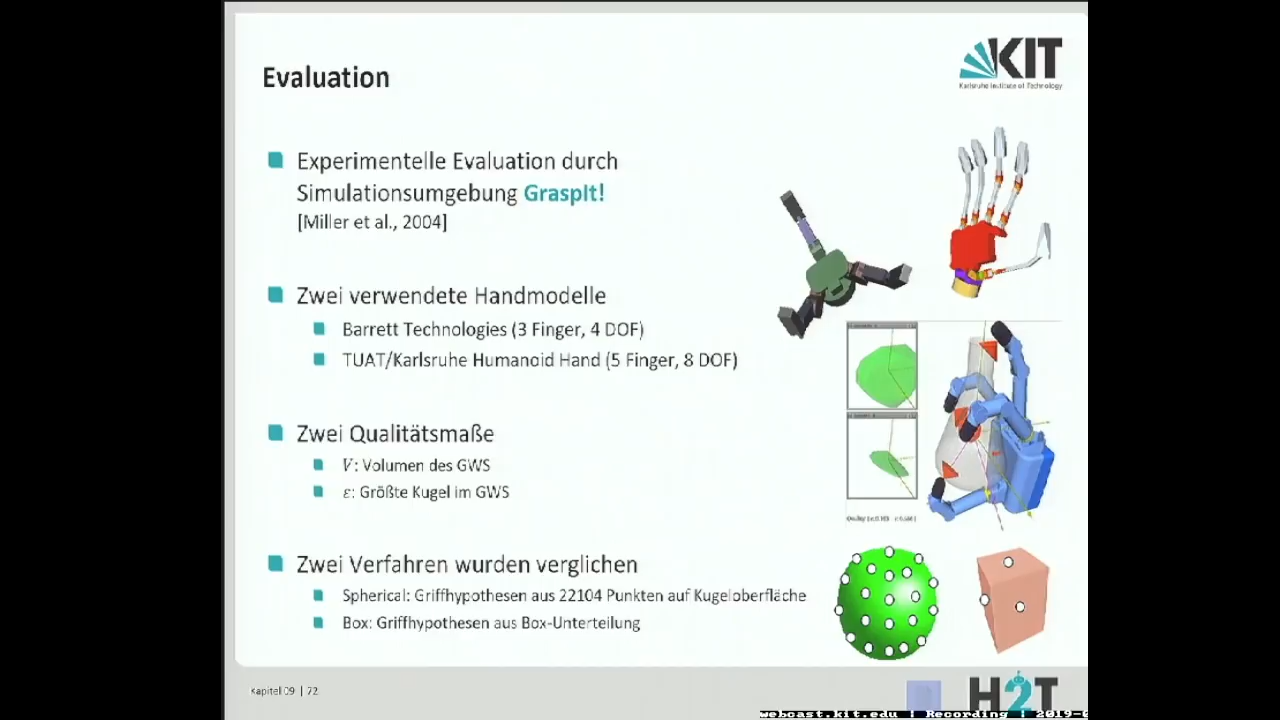 Evaluation
KIT
Karlsruhe Institute of Technology
Experimentelle Evaluation durch
Simulationsumgebung GraspIt!
[Miller et al., 2004]
Zwei verwendete Handmodelle
Barrett Technologies (3 Finger, 4 DOF)
TUAT/Karlsruhe Humanoid Hand (5 Finger, 8 DOF)
Zwei Qualitätsmaße
V: Volumen des GWS
ε: Größte Kugel im GWS
Zwei Verfahren wurden verglichen
Spherical: Griffhypothesen aus 22104 Punkten auf Kugeloberfläche
Box: Griffhypothesen aus Box-Unterteilung
Kapitel 09 | 72
H2T
webcast.kit.edu | Recording | 2019-